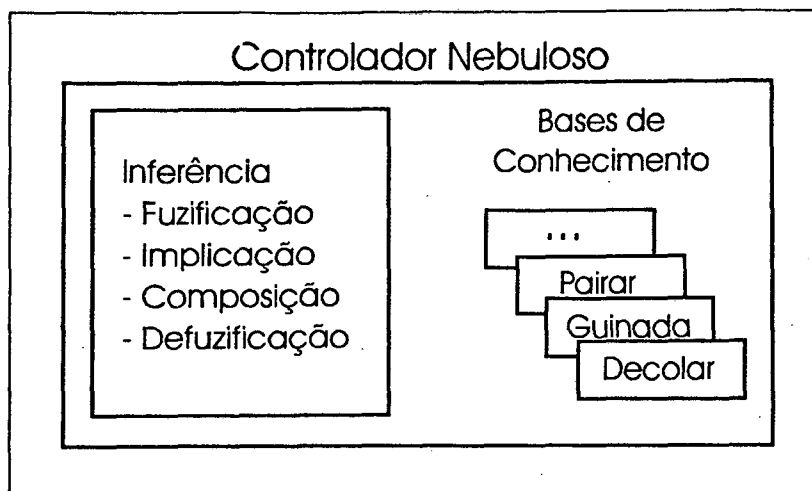 Controlador Nebuloso
Inferência
- Fuzificação
- Implicação
- Composição
- Defuzificação
Bases de
Conhecimento
...
Pairar
Guinada
Decolar